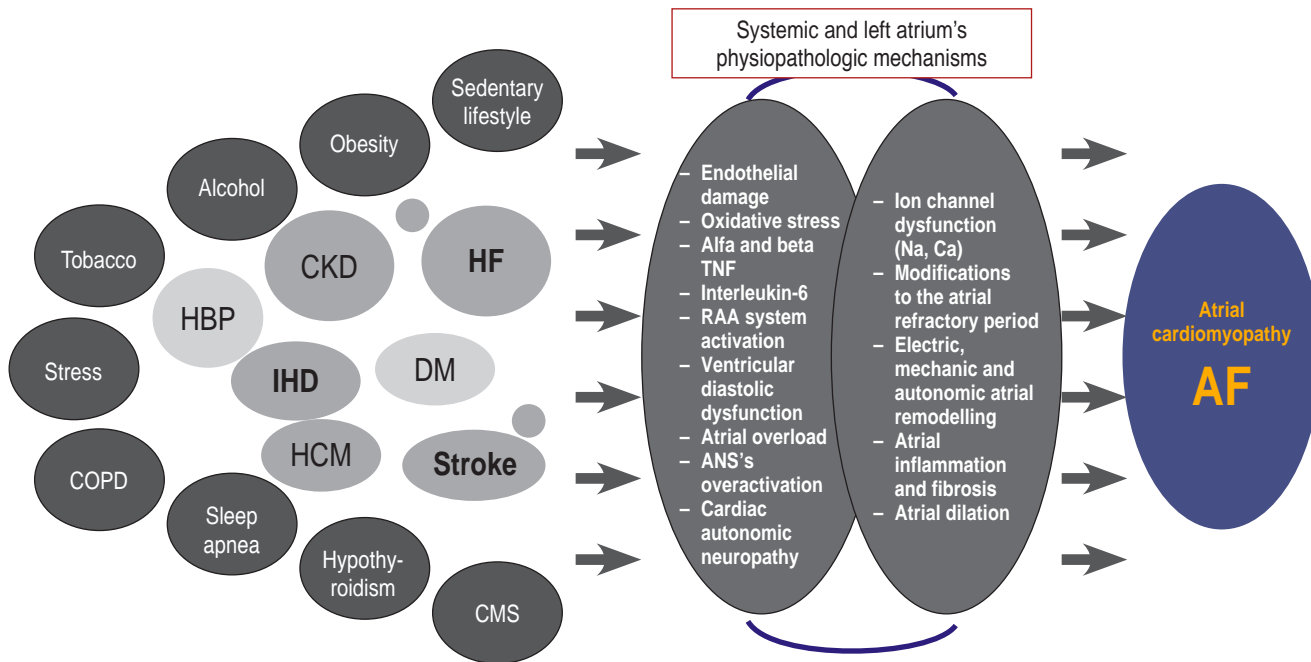 Systemic and left atrium's
physiopathologic mechanisms
Sedentary
lifestyle
Obesity
Alcohol
Tobacco
Stress
COPD
Sleep
apnea
Hypothy-
roidism
CMS
CKD
HF
HBP
IHD
DM
HCM
Stroke
– Endothelial
damage
– Oxidative stress
– Alfa and beta
TNF
– Interleukin-6
– RAA system
activation
– Ventricular
diastolic
dysfunction
– Atrial overload
– ANS's
overactivation
– Cardiac
autonomic
neuropathy
– Ion channel
dysfunction
(Na, Ca)
– Modifications
to the atrial
refractory period
– Electric,
mechanic and
autonomic atrial
remodelling
– Atrial
inflammation
and fibrosis
– Atrial dilation
Atrial
cardiomyopathy
AF